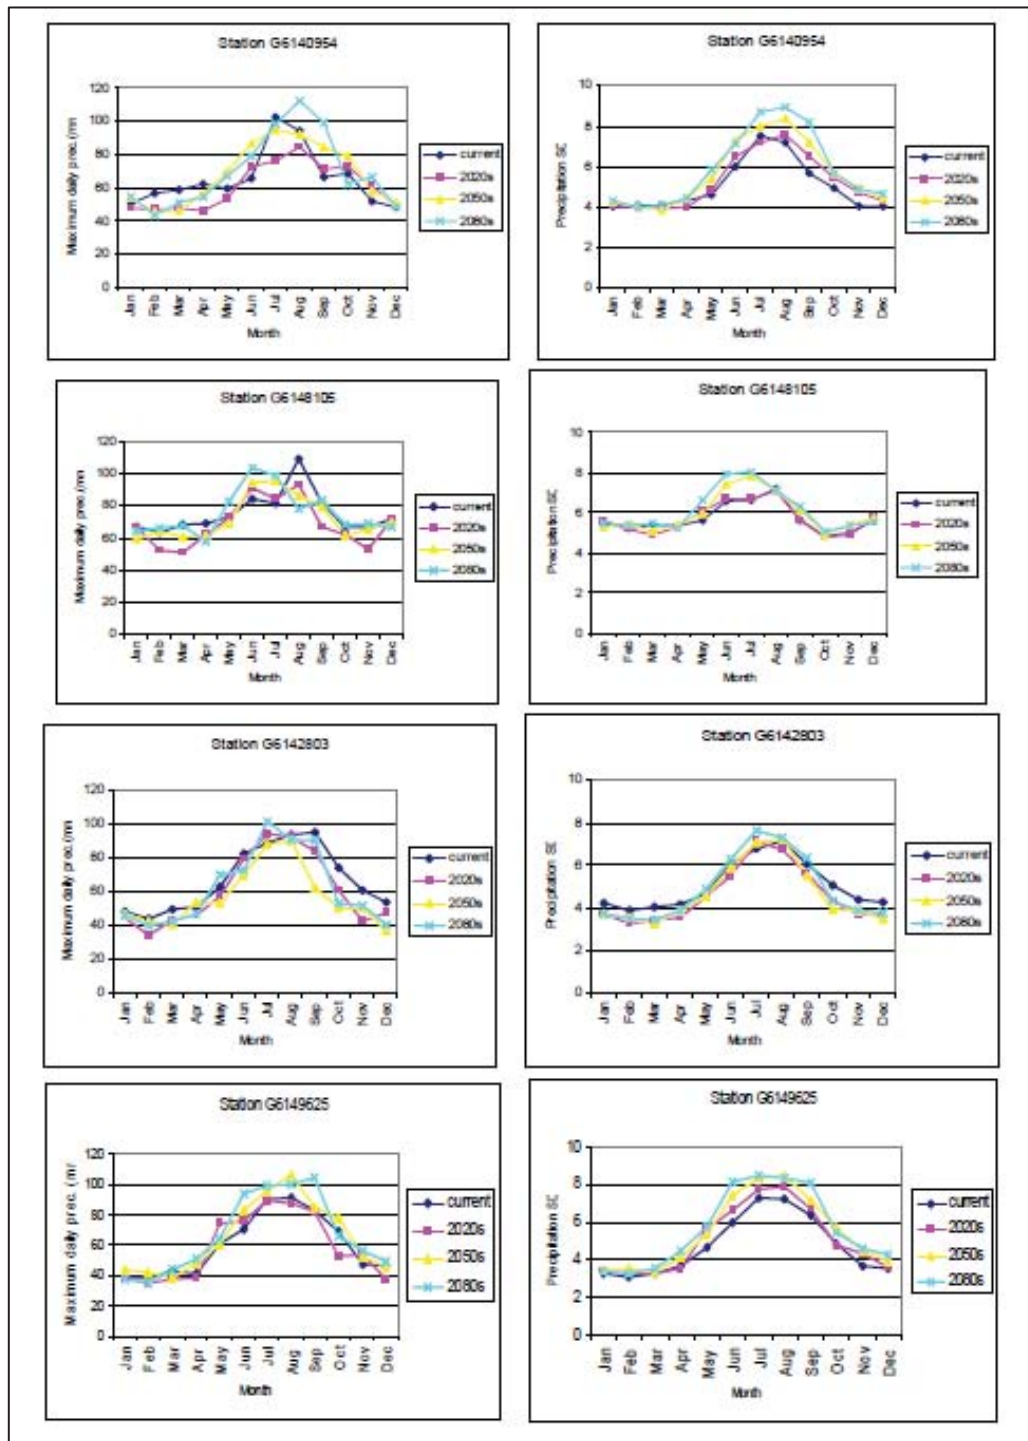 Station G6140954
Maximum daily prec.(mn
120
100
80
60
40
20
0
Jan Feb Mar Apr May Jun Jul Aug Sep Oct Nov Dec
Month
current
2020s
2050s
2080s
Station G6140954
Precipitation SD
10
8
6
4
2
0
Jan Feb Mar Apr May Jun Jul Aug Sep Oct Nov Dec
Month
current
2020s
2050s
2080s
Station G6148105
Maximum daily prec.(mn
120
100
80
60
40
20
0
Jan Feb Mar Apr May Jun Jul Aug Sep Oct Nov Dec
Month
current
2020s
2050s
2080s
Station G6148105
Precipitation SD
10
8
6
4
2
0
Jan Feb Mar Apr May Jun Jul Aug Sep Oct Nov Dec
Month
current
2020s
2050s
2080s
Station G6142803
Maximum daily prec.(mn
120
100
80
60
40
20
0
Jan Feb Mar Apr May Jun Jul Aug Sep Oct Nov Dec
Month
current
2020s
2050s
2080s
Station G6142803
Precipitation SD
10
8
6
4
2
0
Jan Feb Mar Apr May Jun Jul Aug Sep Oct Nov Dec
Month
current
2020s
2050s
2080s
Station G6149625
Maximum daily prec. (mr
120
100
80
60
40
20
0
Jan Feb Mar Apr May Jun Jul Aug Sep Oct Nov Dec
Month
current
2020s
2050s
2080s
Station G6149625
Precipitation SD
10
8
6
4
2
0
Jan Feb Mar Apr May Jun Jul Aug Sep Oct Nov Dec
Month
current
2020s
2050s
2080s